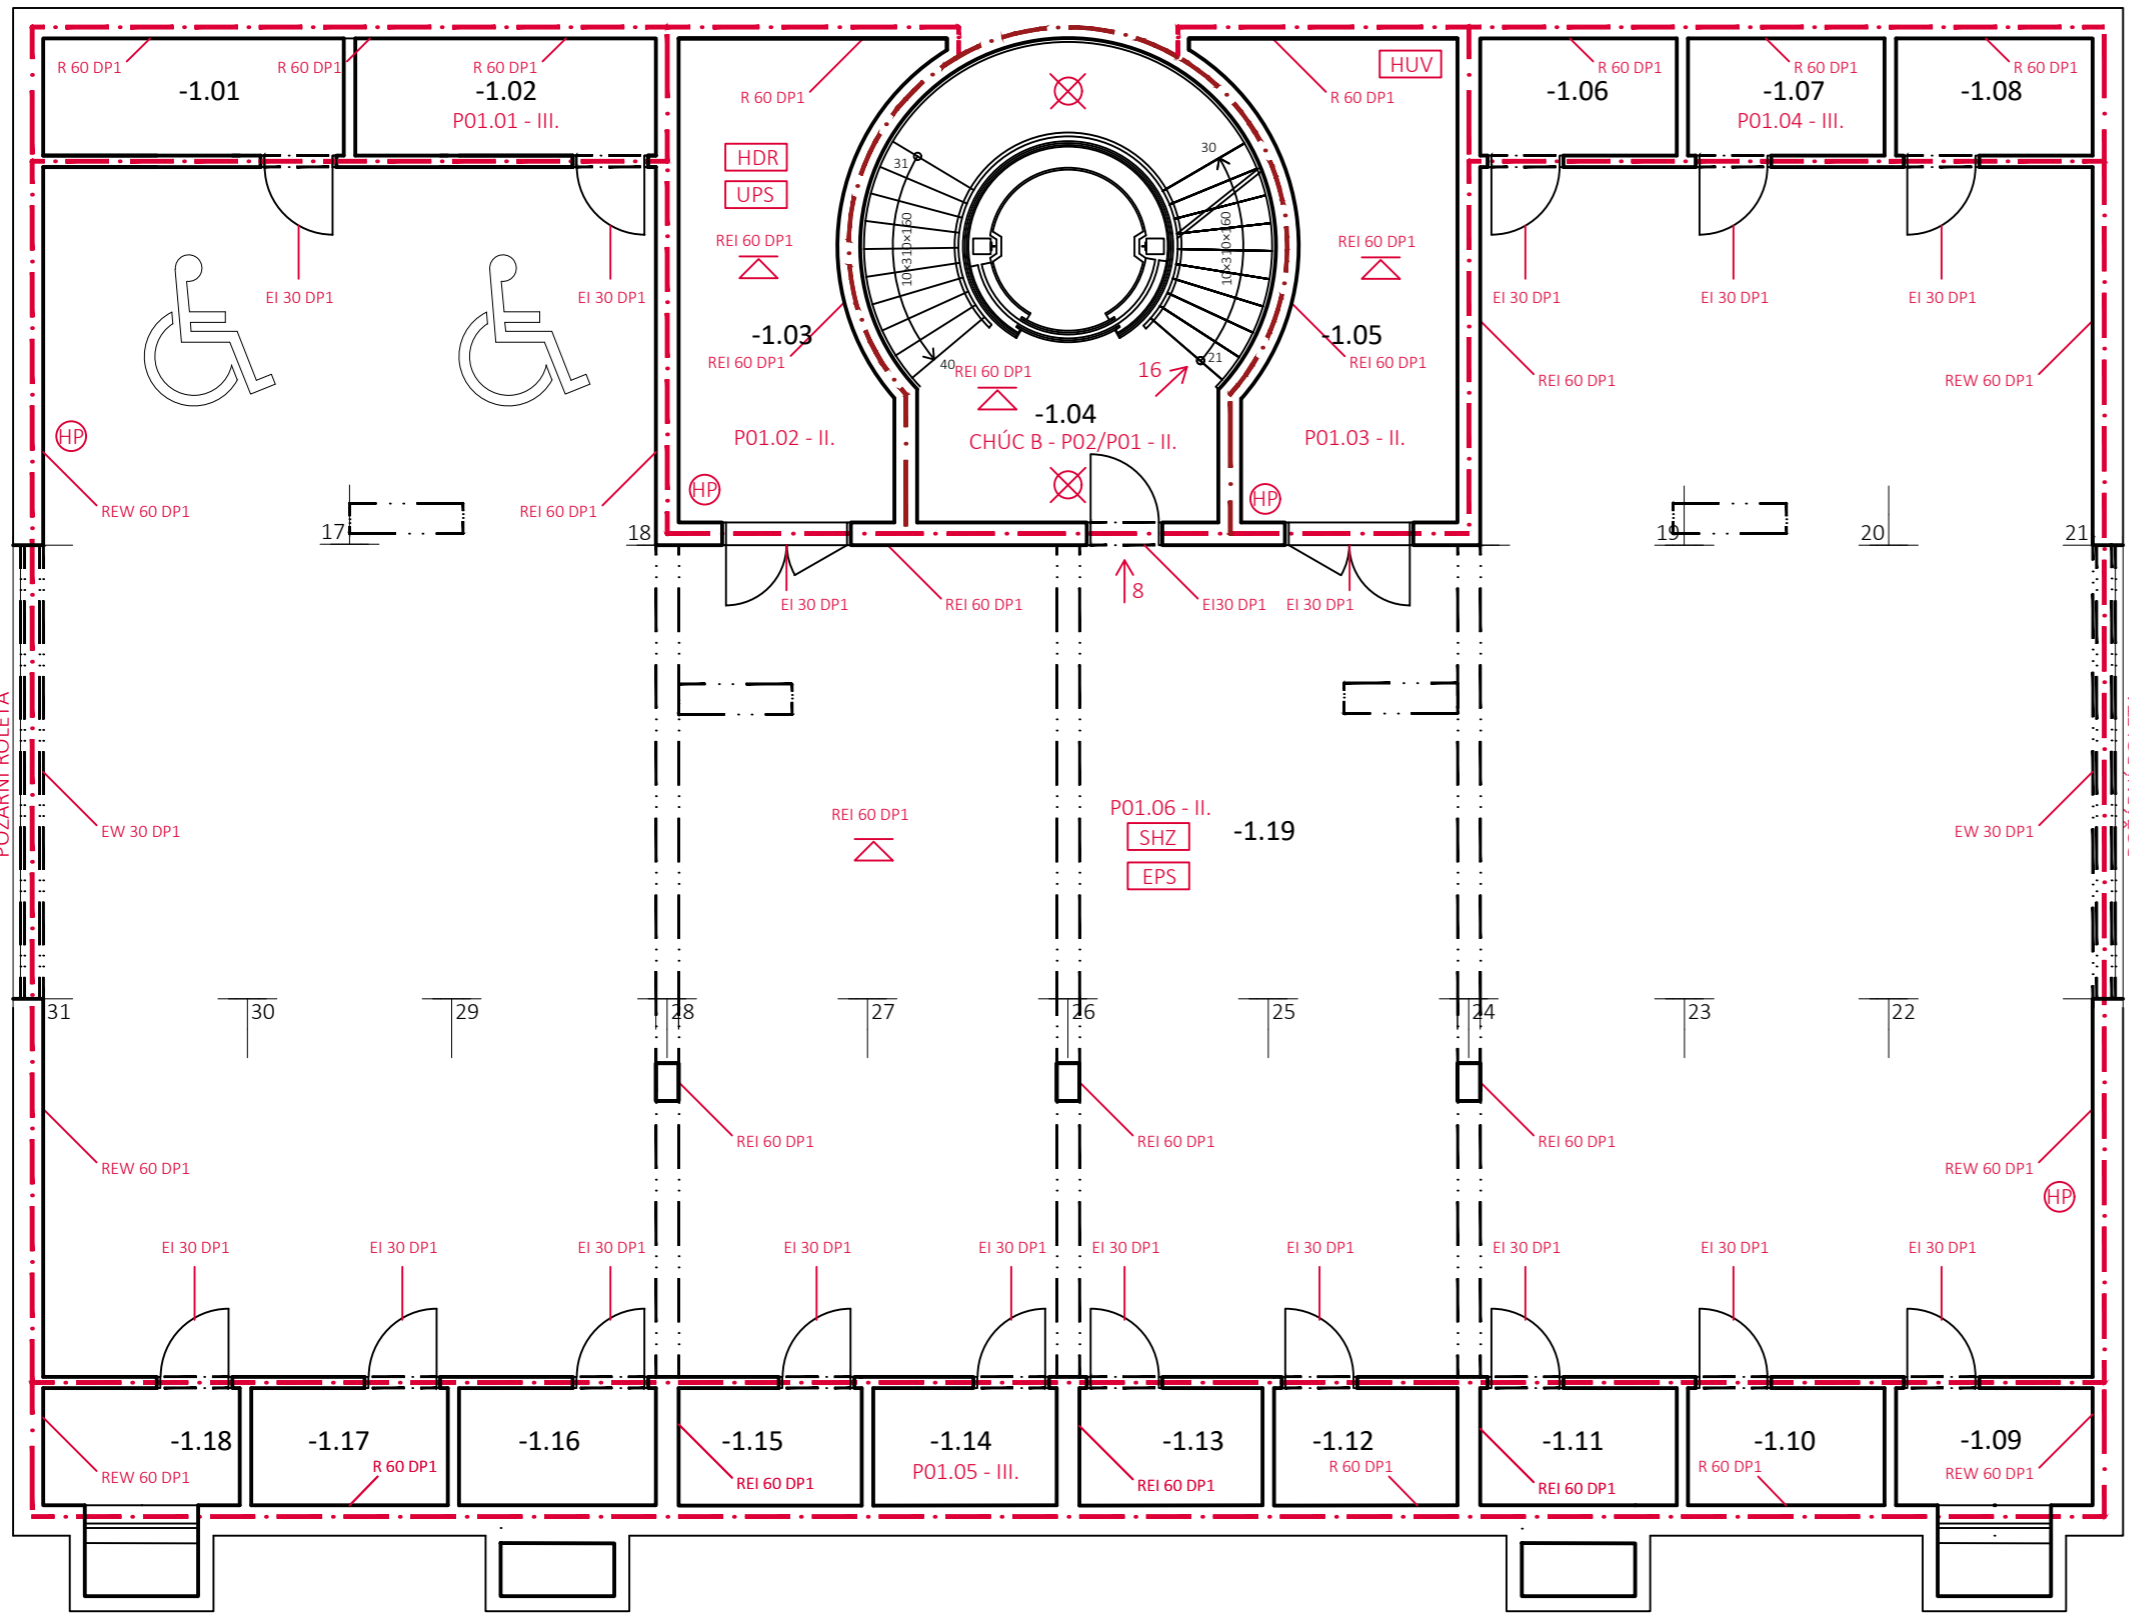 R 60 DP1
R 60 DP1
R 60 DP1
-1.01
-1.02
P01.01 - III.
R 60 DP1
HDR
UPS
REI 60 DP1
-1.03
REI 60 DP1
P01.02 - II.
HP
31
10x310x160
40
30
10x310x160
21
REI 60 DP1
16
-1.04
CHÚC B - P02/P01 - II.
HUV
R 60 DP1
REI 60 DP1
-1.05
REI 60 DP1
P01.03 - II.
HP
R 60 DP1
R 60 DP1
R 60 DP1
-1.06
-1.07
-1.08
P01.04 - III.
EI 30 DP1
EI 30 DP1
EI 30 DP1
EI 30 DP1
EI 30 DP1
REI 60 DP1
REW 60 DP1
HP
REW 60 DP1
REI 60 DP1
17
18
19
20
21
EI 30 DP1
REI 60 DP1
8
EI30 DP1
EI 30 DP1
POŽÁRNÍ ROLETA
EW 30 DP1
REI 60 DP1
P01.06 - II.
SHZ
EPS
-1.19
EW 30 DP1
31
30
29
28
27
26
25
24
23
22
REW 60 DP1
REI 60 DP1
REI 60 DP1
REI 60 DP1
REW 60 DP1
HP
EI 30 DP1
EI 30 DP1
EI 30 DP1
EI 30 DP1
EI 30 DP1
EI 30 DP1
EI 30 DP1
EI 30 DP1
EI 30 DP1
EI 30 DP1
-1.18
-1.17
-1.16
-1.15
-1.14
-1.13
-1.12
-1.11
-1.10
-1.09
REW 60 DP1
R 60 DP1
REI 60 DP1
P01.05 - III.
REI 60 DP1
R 60 DP1
REI 60 DP1
R 60 DP1
REW 60 DP1